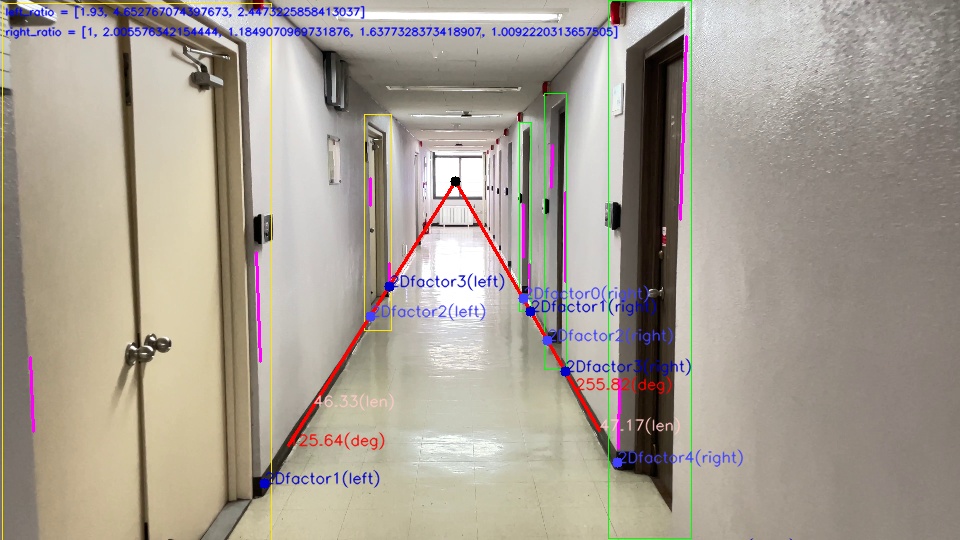 left_ratio = [1.93, 4.652767074397673, 2.4473225858413037]
right_ratio = [1, 2.005576342154444, 1.1849070969731876, 1.6377328373418907, 1.0092220313657505]
2Dfactor3(left)
2Dfactor0(right)
2Dfactor1(right)
2Dfactor2(left)
2Dfactor2(right)
2Dfactor3(right)
255.82(deg)
46.33(len)
47.17(len)
25.64(deg)
2Dfactor4(right)
2Dfactor1(left)